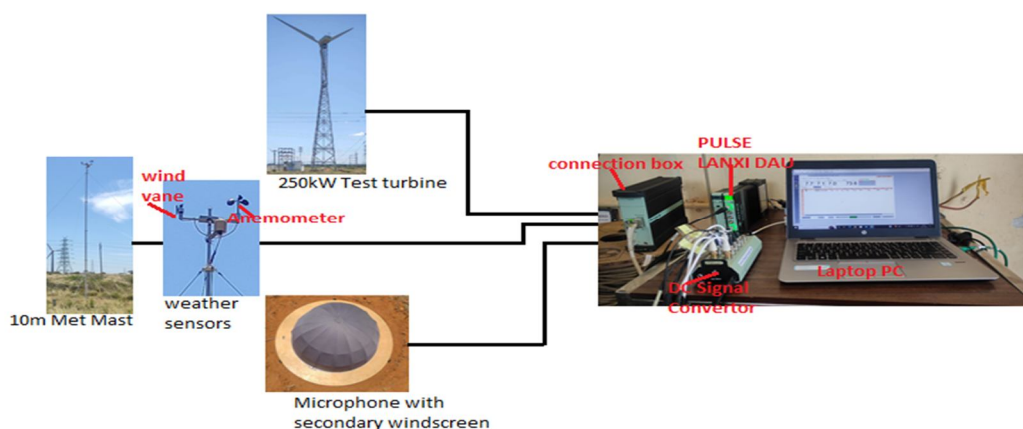 250kW Test turbine
wind
vane
Anemometer
10m Met Mast
weather
sensors
Microphone with
secondary windscreen
PULSE
LANXI DAU
connection box
Laptop PC
Dc Signal
Convertor